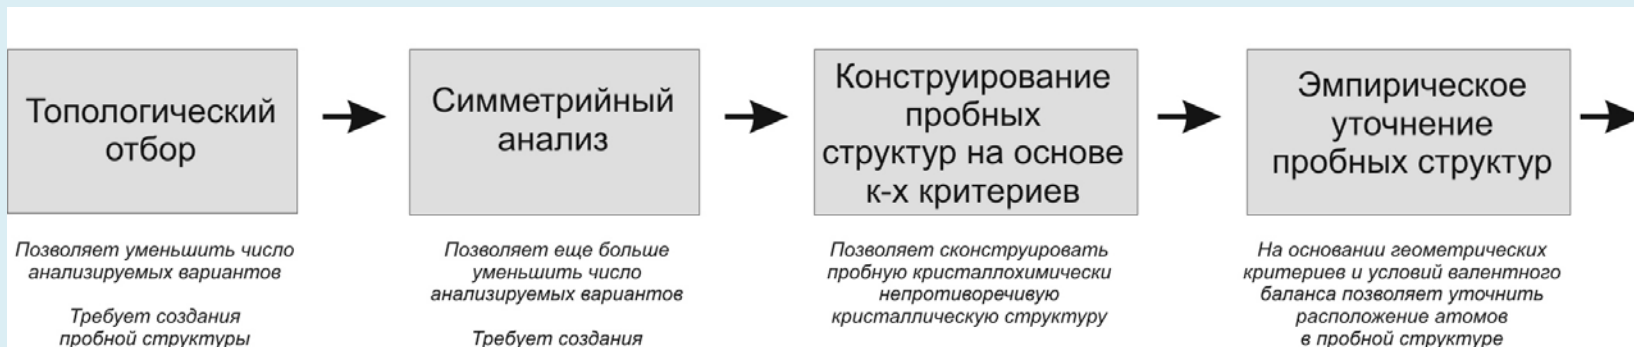 Топологический
отбор
Симметрийный
анализ
Конструирование
пробных
структур на основе
к-х критериев
Эмпирическое
уточнение
пробных структур
Позволяет уменьшить число
анализируемых вариантов
Требует создания
пробной структуры
Позволяет еще больше
уменьшить число
анализируемых вариантов
Требует создания
Позволяет сконструировать
пробную кристаллохимически
непротиворечивую
кристаллическую структуру
На основании геометрических
критериев и условий валентного
баланса позволяет уточнить
расположение атомов
в пробной структуре